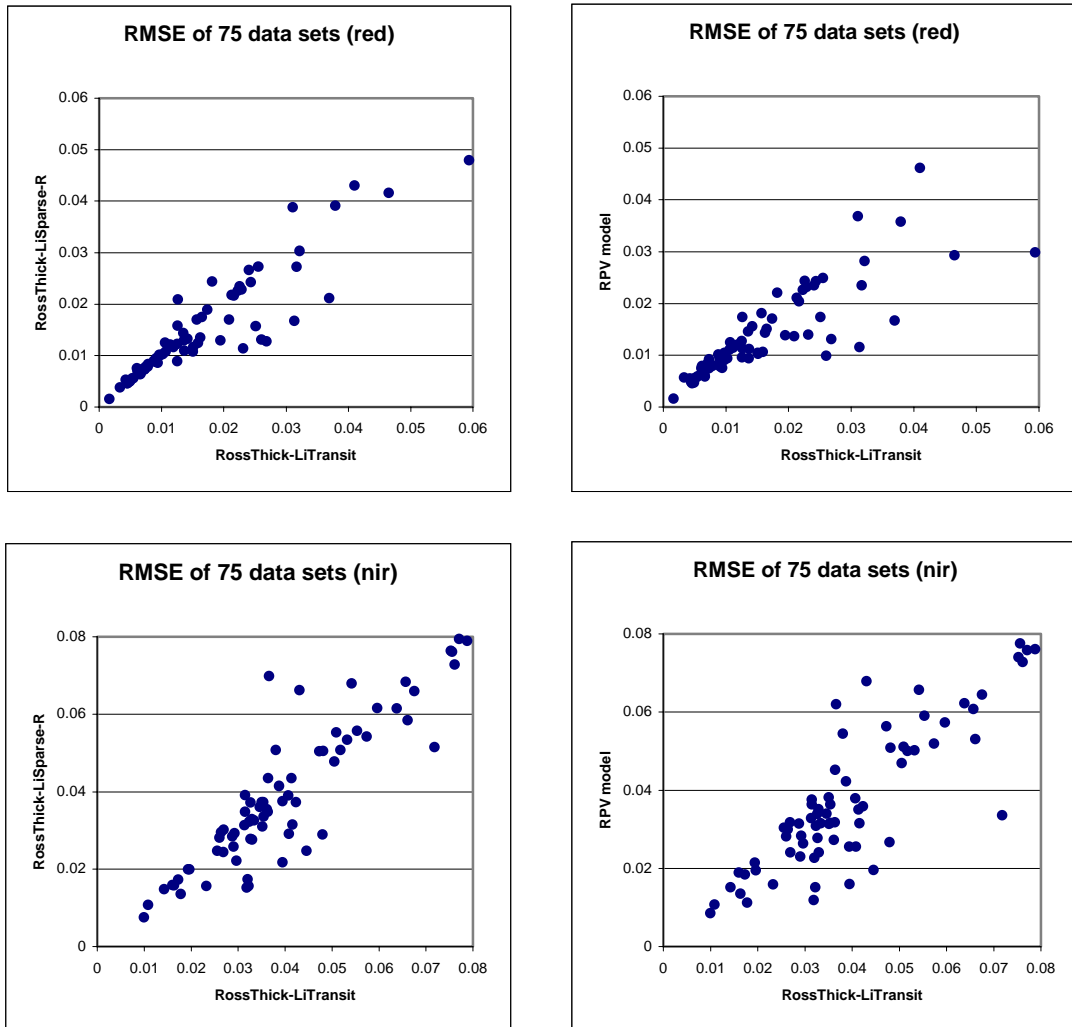 RMSE of 75 data sets (red)
0.06
0.05
0.04
0.03
0.02
0.01
0
RossThick-LiSparse-R
0 0.01 0.02 0.03 0.04 0.05 0.06
RossThick-LiTransit
RMSE of 75 data sets (red)
0.06
0.05
0.04
0.03
0.02
0.01
0
RPV model
0 0.01 0.02 0.03 0.04 0.05 0.06
RossThick-LiTransit
RMSE of 75 data sets (nir)
0.08
0.06
0.04
0.02
0
RossThick-LiSparse-R
0 0.01 0.02 0.03 0.04 0.05 0.06 0.07 0.08
RossThick-LiTransit
RMSE of 75 data sets (nir)
0.08
0.06
0.04
0.02
0
RPV model
0 0.01 0.02 0.03 0.04 0.05 0.06 0.07 0.08
RossThick-LiTransit